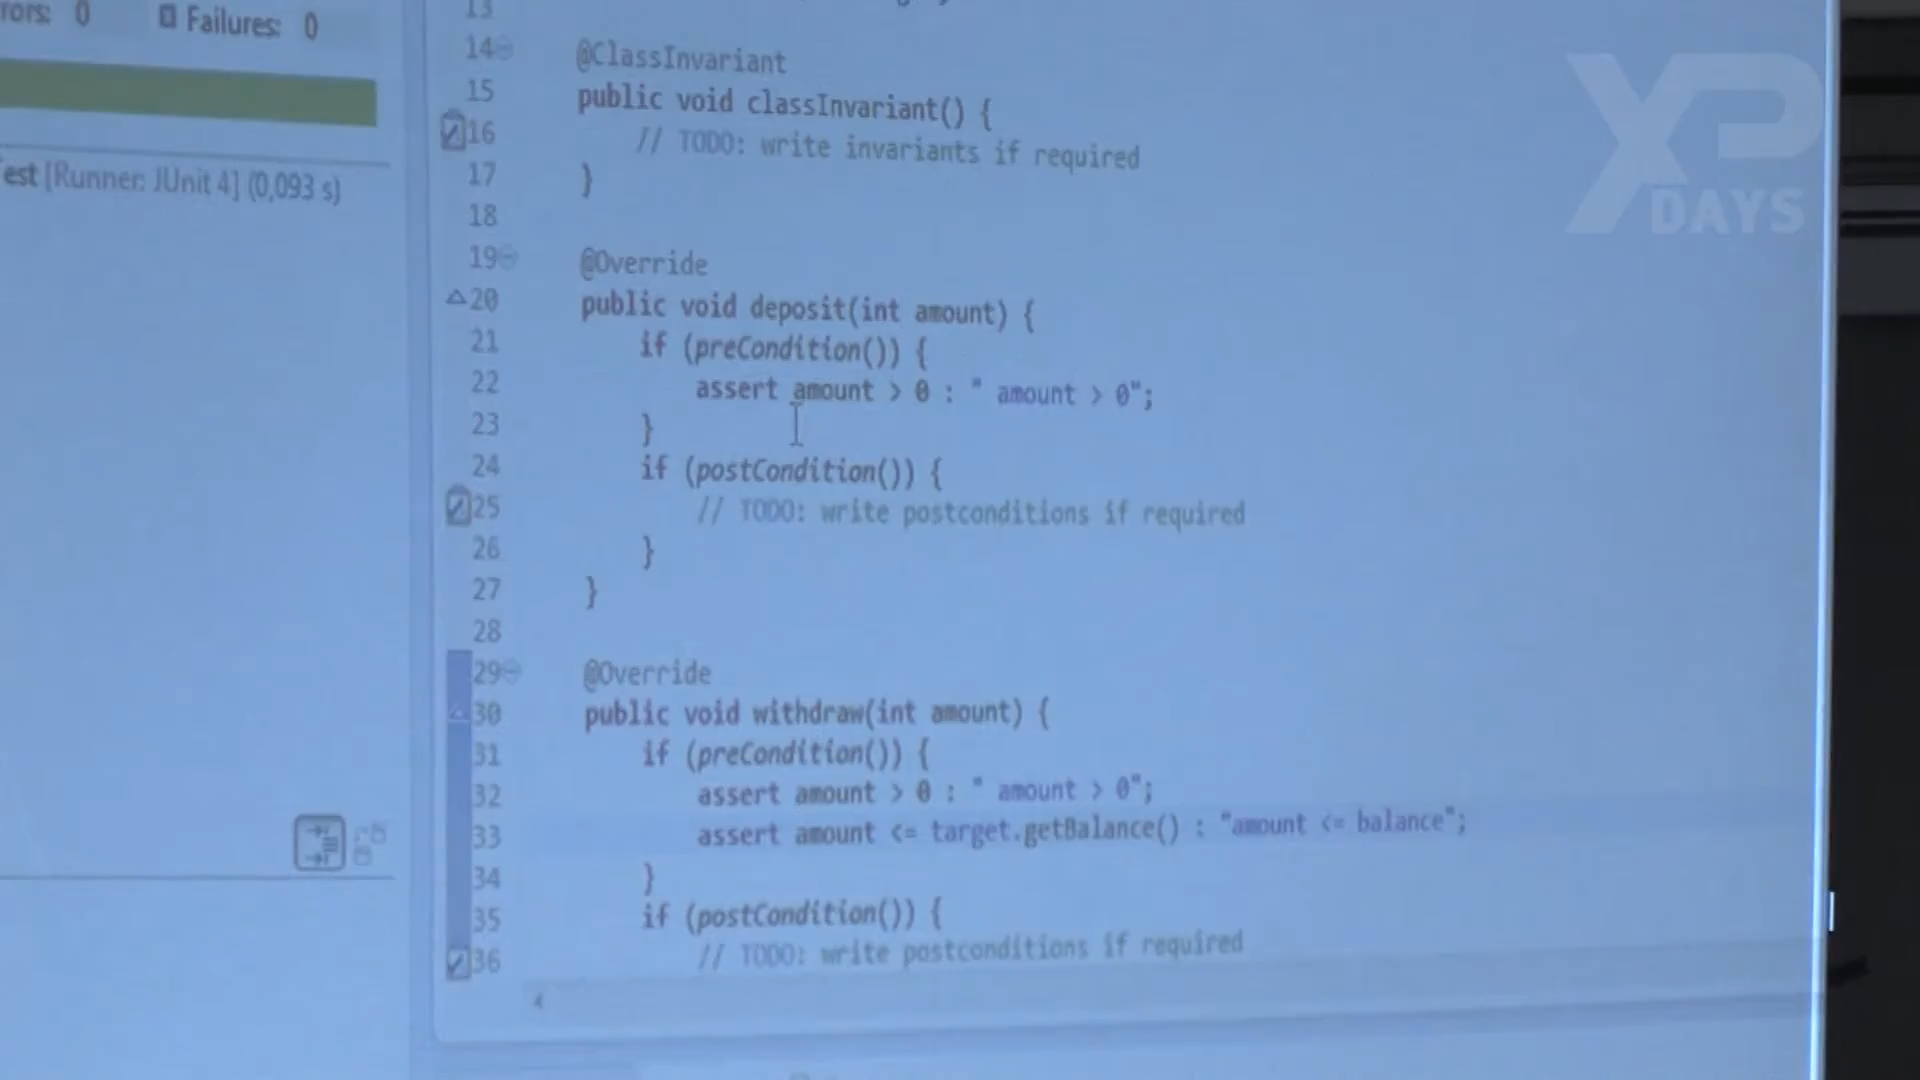 rors: 0 Failures: 0
est [Runner: JUnit 4] (0,093 s)
13
14 @ClassInvariant
15 public void classInvariant() {
16 // TODO: write invariants if required
17 }
18
19 @Override
20 public void deposit(int amount) {
21 if (preCondition()) {
22 assert amount > 0 : " amount > 0";
23 }
24 if (postCondition()) {
25 // TODO: write postconditions if required
26 }
27 }
28
29 @Override
30 public void withdraw(int amount) {
31 if (preCondition()) {
32 assert amount > 0 : " amount > 0";
33 assert amount <= target.getBalance() : "amount <= balance";
34 }
35 if (postCondition()) {
36 // TODO: write postconditions if required
XP
DAYS